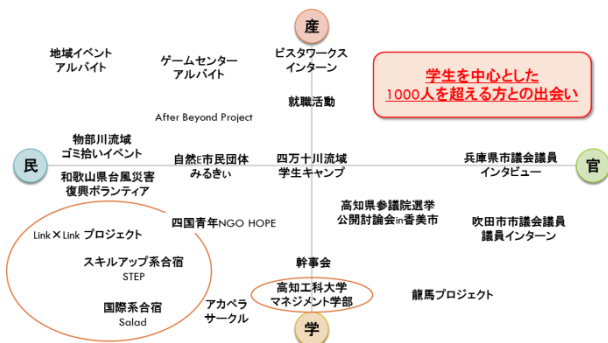 産
地域イベント
アルバイト
ゲームセンター
アルバイト
ビスタワークス
インターン
学生を中心とした
1000人を超える方との出会い
就職活動
After Beyond Project
物部川流域
ゴミ拾いイベント
民
自然E市民団体
みるきぃ
四万十川流域
学生キャンプ
兵庫県市議会議員
インタビュー
官
和歌山県台風災害
復興ボランティア
高知県参議院選挙
公開討論会in香美市
吹田市市議会議員
議員インターン
四国青年NGO HOPE
Link×Link プロジェクト
スキルアップ系合宿
STEP
幹事会
高知工科大学
マネジメント学部
龍馬プロジェクト
国際系合宿
Salad
アカペラ
サークル
学